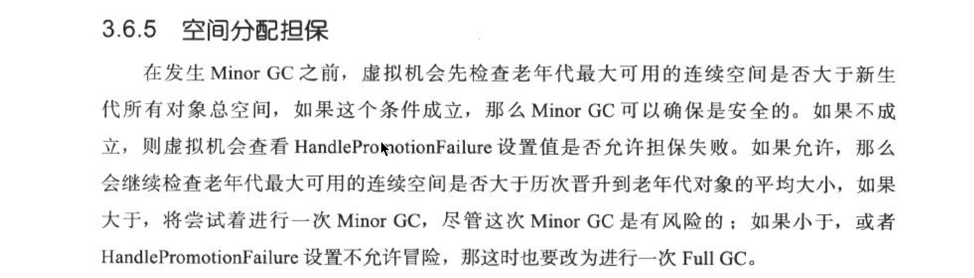 3.6.5 空间分配担保
在发生 Minor GC 之前，虚拟机会先检查老年代最大可用的连续空间是否大于新生
代所有对象总空间，如果这个条件成立，那么 Minor GC 可以确保是安全的。如果不成
立，则虚拟机会查看 HandlePromotionFailure 设置值是否允许担保失败。如果允许，那么
会继续检查老年代最大可用的连续空间是否大于历次晋升到老年代对象的平均大小，如果
大于，将尝试着进行一次 Minor GC，尽管这次 Minor GC 是有风险的；如果小于，或者
HandlePromotionFailure 设置不允许冒险，那这时也要改为进行一次 Full GC。